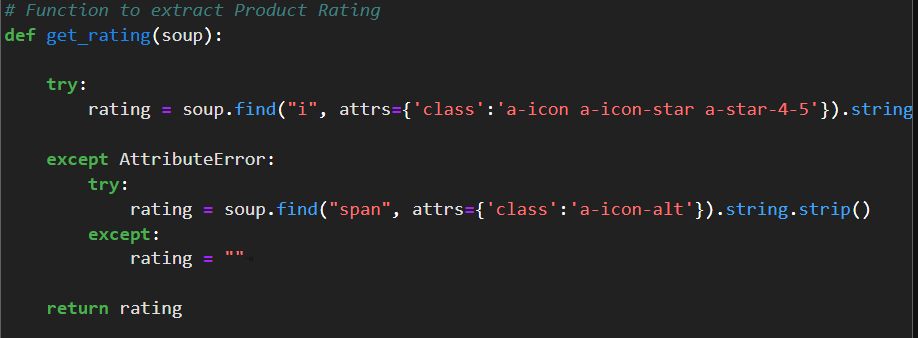 # Function to extract Product Rating
def get_rating(soup):
    try:
        rating = soup.find("i", attrs={'class':'a-icon a-icon-star a-star-4-5'}).string
    except AttributeError:
        try:
            rating = soup.find("span", attrs={'class':'a-icon-alt'}).string.strip()
        except:
            rating = ""
    return rating